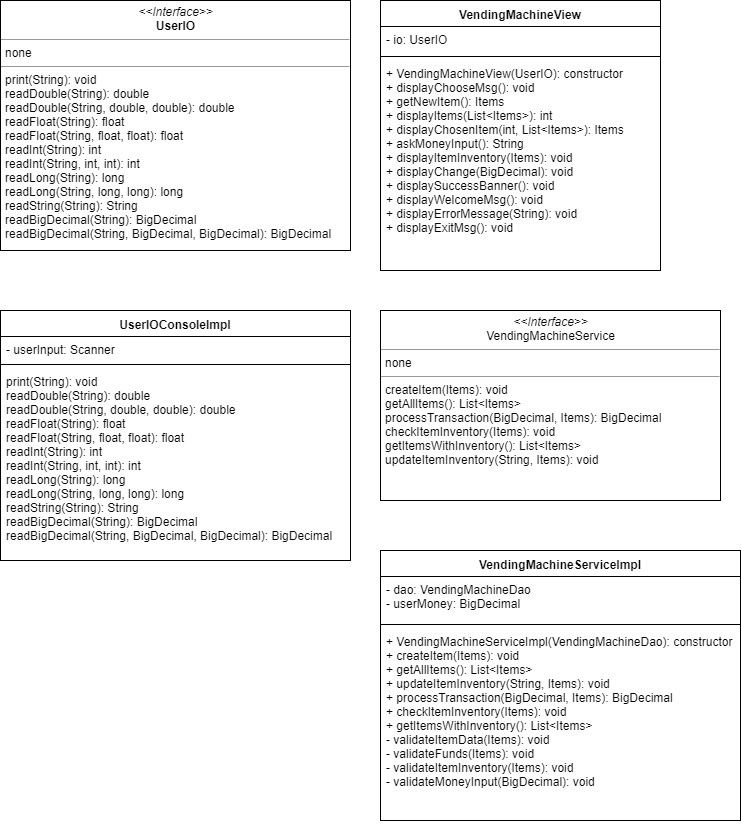 <<Interface>>
UserIO
none
print(String): void
readDouble(String): double
readDouble(String, double, double): double
readFloat(String): float
readFloat(String, float, float): float
readInt(String): int
readInt(String, int, int): int
readLong(String): long
readLong(String, long, long): long
readString(String): String
readBigDecimal(String): BigDecimal
readBigDecimal(String, BigDecimal, BigDecimal): BigDecimal
VendingMachineView
- io: UserIO
+ VendingMachineView(UserIO): constructor
+ displayChooseMsg(): void
+ getNewItem(): Items
+ displayItems(List<Items>): int
+ displayChosenItem(int, List<Items>): Items
+ askMoneyInput(): String
+ displayItemInventory(Items): void
+ displayChange(BigDecimal): void
+ displaySuccessBanner(): void
+ displayWelcomeMsg(): void
+ displayErrorMessage(String): void
+ displayExitMsg(): void
UserIOConsoleImpl
- userInput: Scanner
print(String): void
readDouble(String): double
readDouble(String, double, double): double
readFloat(String): float
readFloat(String, float, float): float
readInt(String): int
readInt(String, int, int): int
readLong(String): long
readLong(String, long, long): long
readString(String): String
readBigDecimal(String): BigDecimal
readBigDecimal(String, BigDecimal, BigDecimal): BigDecimal
<<Interface>>
VendingMachineService
none
createItem(Items): void
getAllItems(): List<Items>
processTransaction(BigDecimal, Items): BigDecimal
checkItemInventory(Items): void
getItemsWithInventory(): List<Items>
updateItemInventory(String, Items): void
VendingMachineServiceImpl
- dao: VendingMachineDao
- userMoney: BigDecimal
+ VendingMachineServiceImpl(VendingMachineDao): constructor
+ createItem(Items): void
+ getAllItems(): List<Items>
+ updateItemInventory(String, Items): void
+ processTransaction(BigDecimal, Items): BigDecimal
+ checkItemInventory(Items): void
+ getItemsWithInventory(): List<Items>
- validateItemData(Items): void
- validateFunds(Items): void
- validateItemInventory(Items): void
- validateMoneyInput(BigDecimal): void